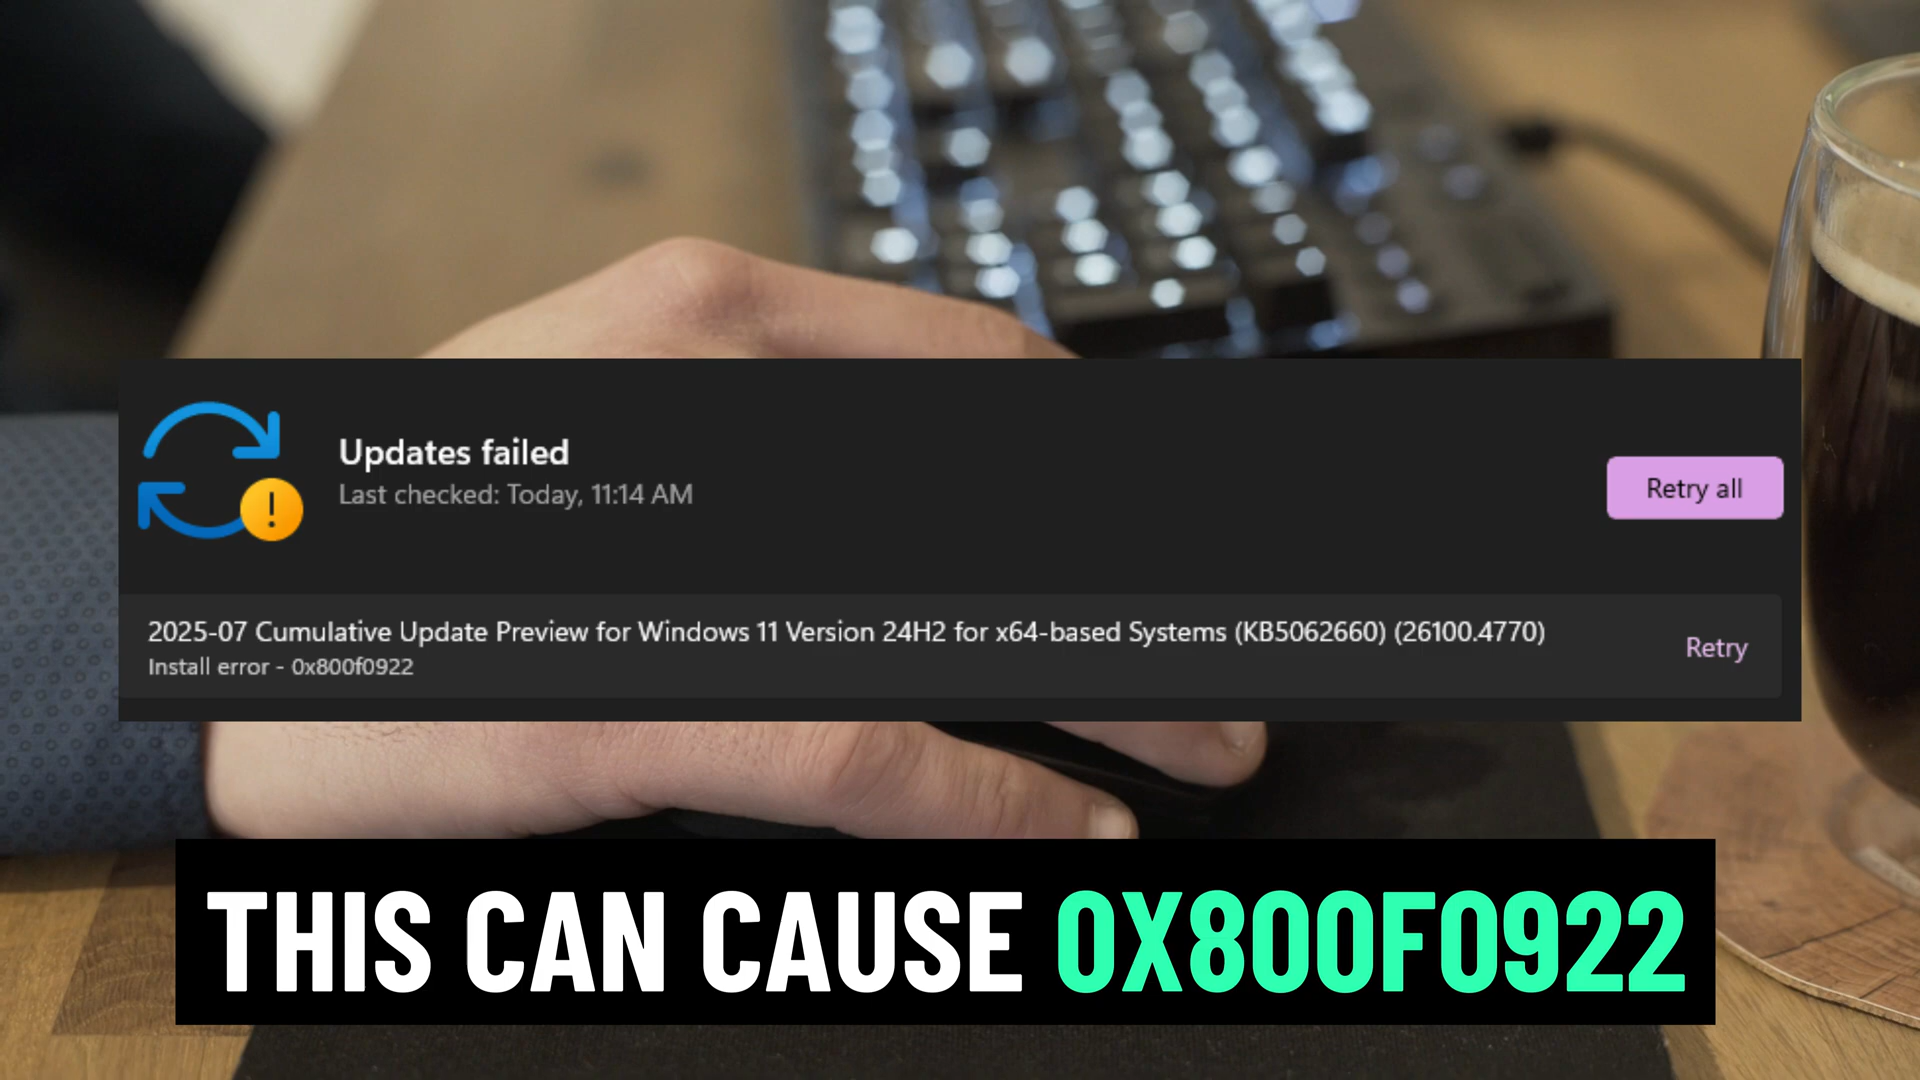 Updates failed
Last checked: Today, 11:14 AM
Retry all
2025-07 Cumulative Update Preview for Windows 11 Version 24H2 for x64-based Systems (KB5062660) (26100.4770)
Install error - 0x800f0922
Retry
THIS CAN CAUSE 0X800F0922